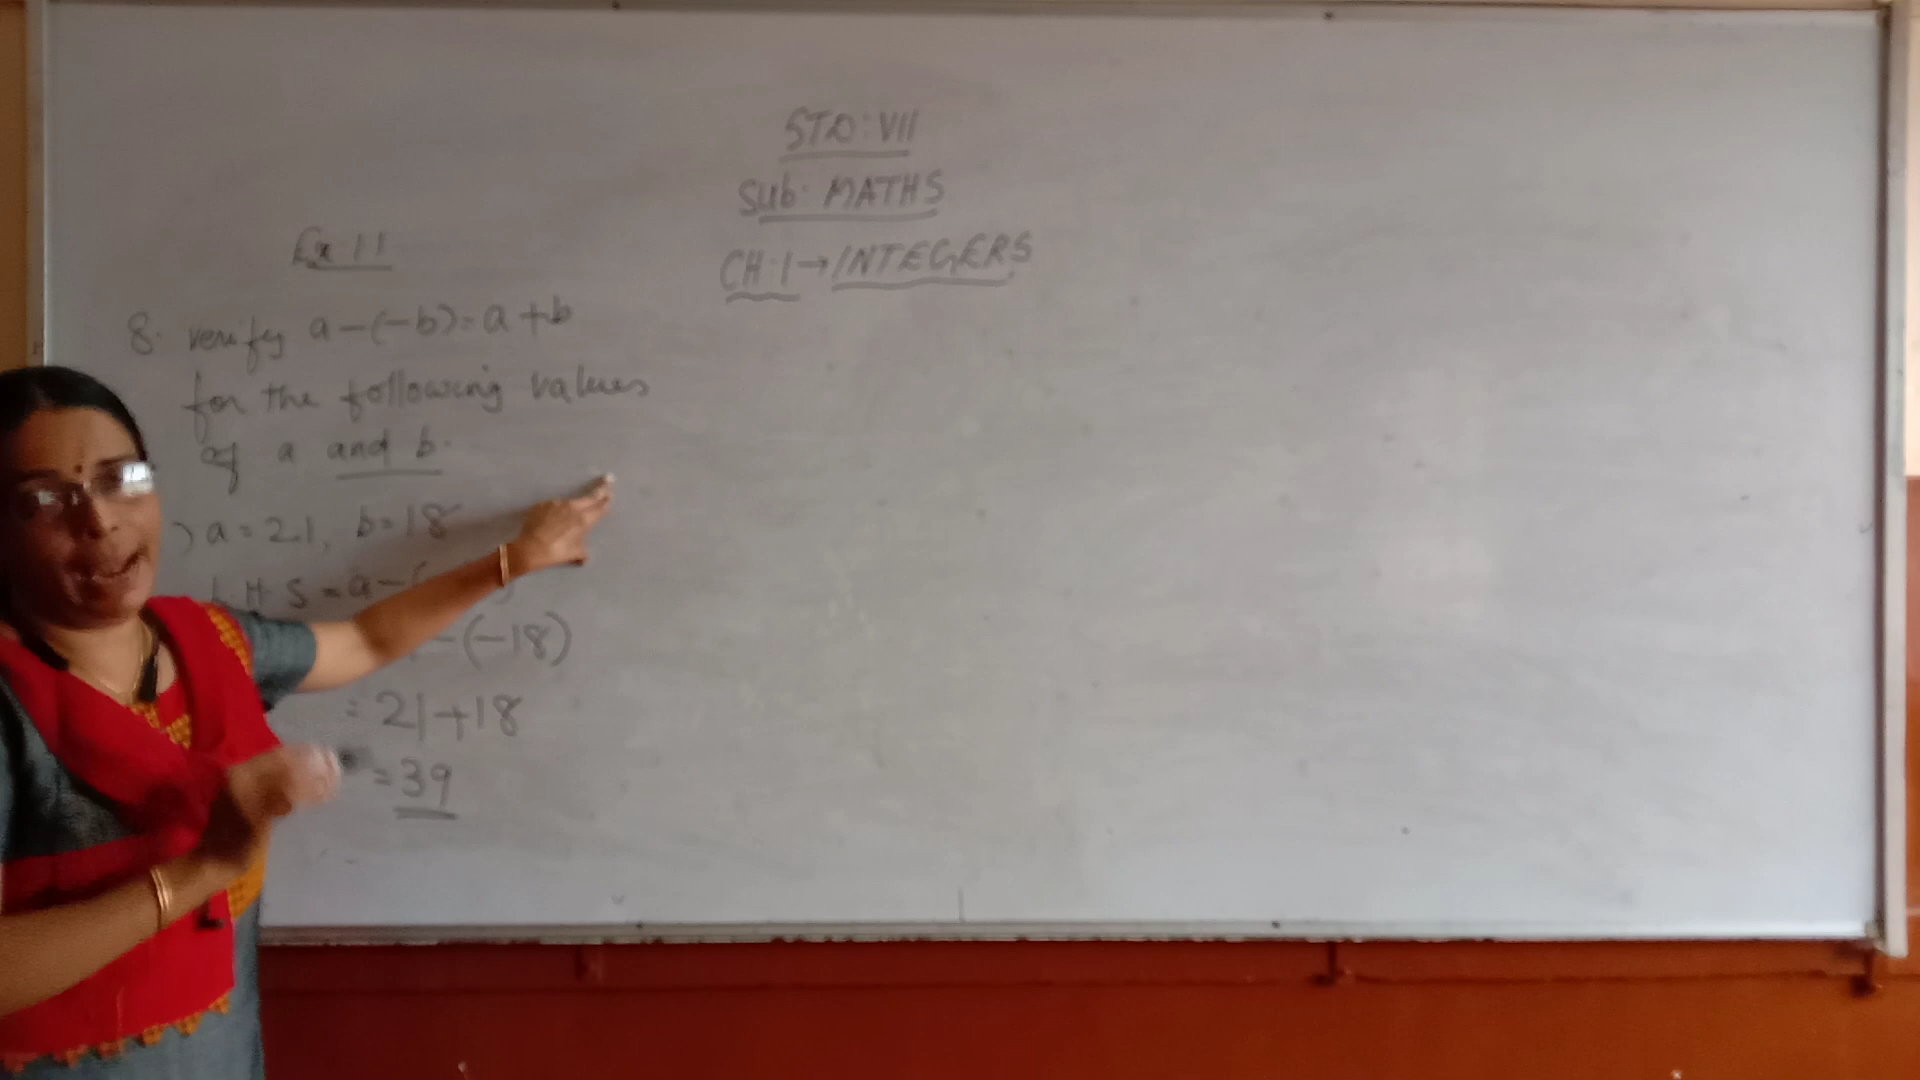 STD: VII
Sub: MATHS
CH: 1 → INTEGERS
Ex 1.1
8. verify a-(-b)=a+b
for the following values
of a and b.
) a=21, b=18
L.H.S = a-(
-(-18)
= 21+18
= 39